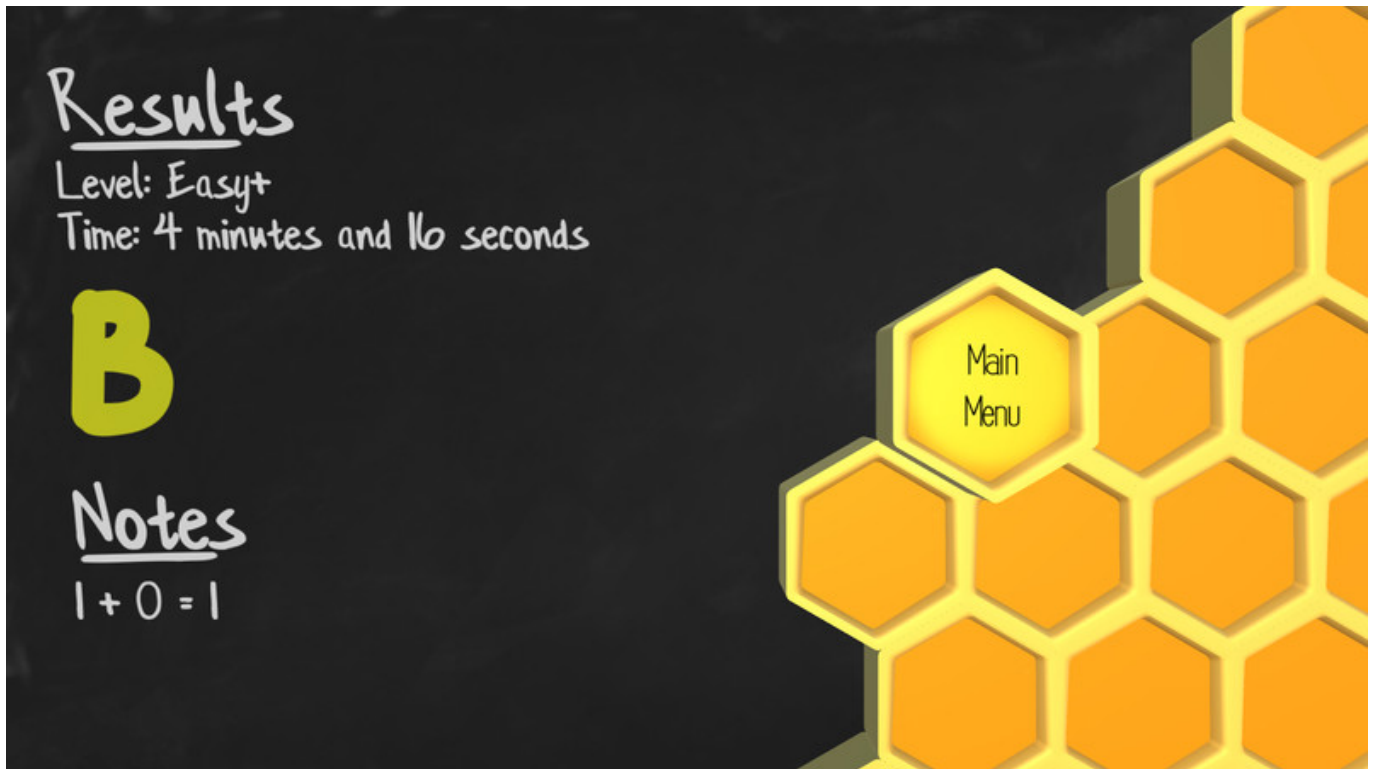 Results
Level: Easy+
Time: 4 minutes and 16 seconds
B
Notes
1 + 0 = 1
Main
Menu